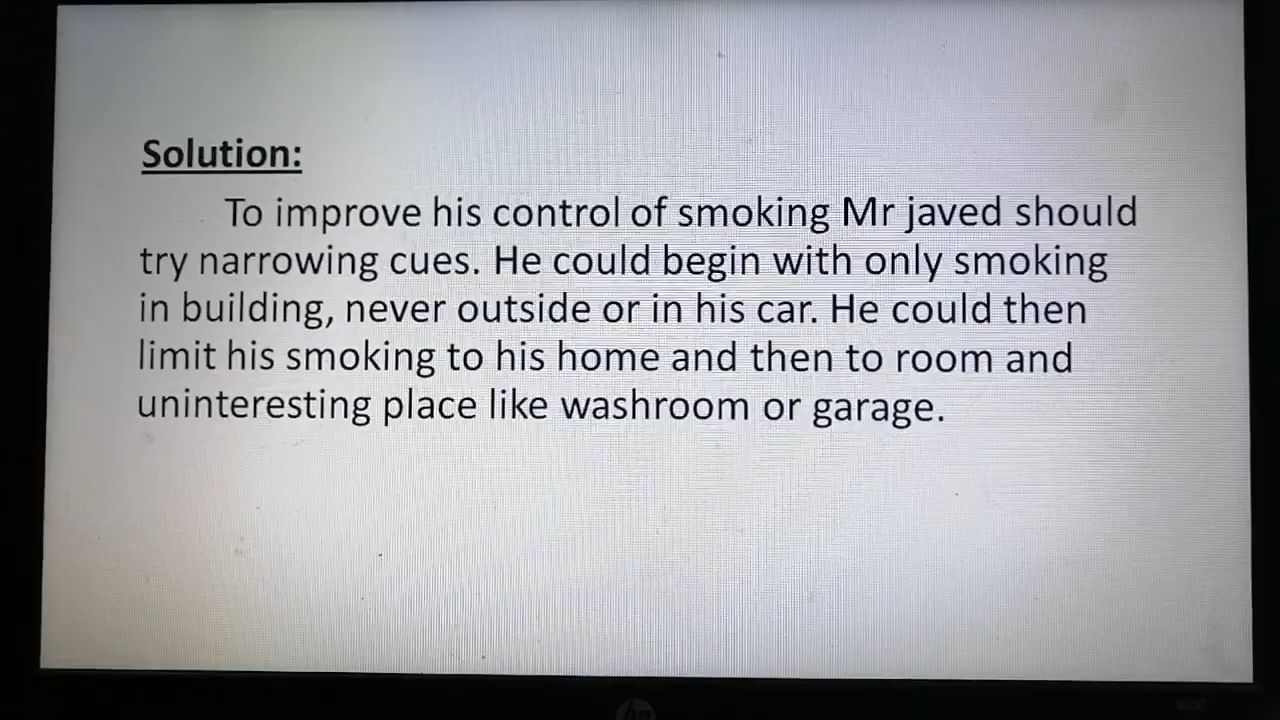 Solution:
To improve his control of smoking Mr javed should
try narrowing cues. He could begin with only smoking
in building, never outside or in his car. He could then
limit his smoking to his home and then to room and
uninteresting place like washroom or garage.
hp